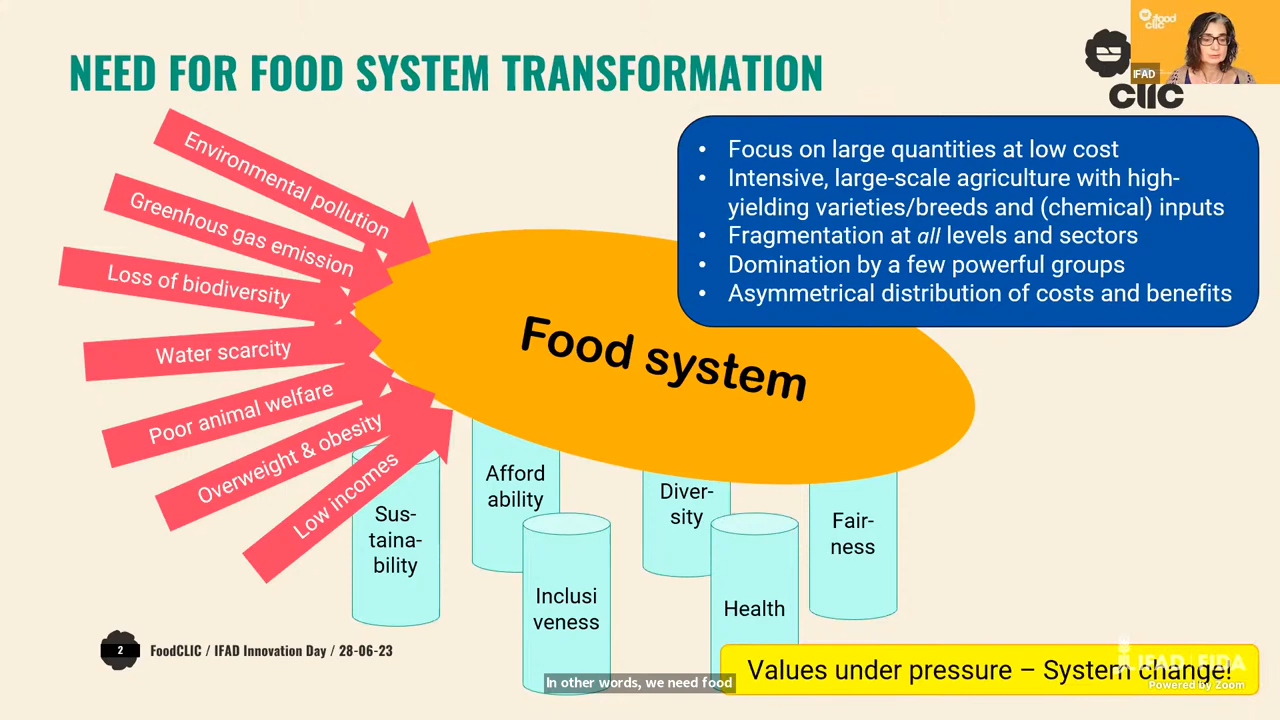 NEED FOR FOOD SYSTEM TRANSFORMATION
food
clic
IFAD
clic
Environmental pollution
Greenhous gas emission
Loss of biodiversity
Water scarcity
Poor animal welfare
Overweight & obesity
Low incomes
• Focus on large quantities at low cost
• Intensive, large-scale agriculture with high-
yielding varieties/breeds and (chemical) inputs
• Fragmentation at all levels and sectors
• Domination by a few powerful groups
• Asymmetrical distribution of costs and benefits
Food system
Sus-
taina-
bility
Afford
ability
Inclusi
veness
Diver-
sity
Health
Fair-
ness
2
FoodCLIC / IFAD Innovation Day / 28-06-23
In other words, we need food
Values under pressure – System change!
IFAD FIDA
Powered by Zoom